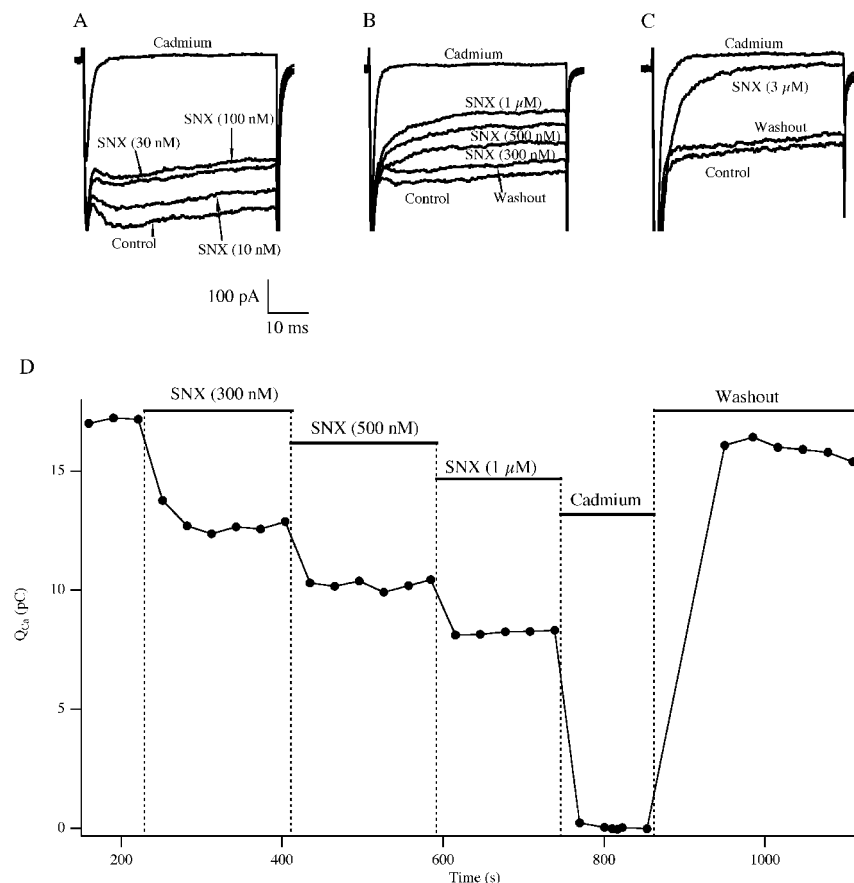 A
Cadmium
SNX (100 nM)
SNX (30 nM)
Control
SNX (10 nM)
B
Cadmium
SNX (1 µM)
SNX (500 nM)
SNX (300 nM)
Control
Washout
C
Cadmium
SNX (3 µM)
Washout
Control
100 pA
10 ms
D
SNX (300 nM)
SNX (500 nM)
SNX (1 µM)
Cadmium
Washout
15
10
5
0
QCa (pC)
200
400
600
800
1000
Time (s)